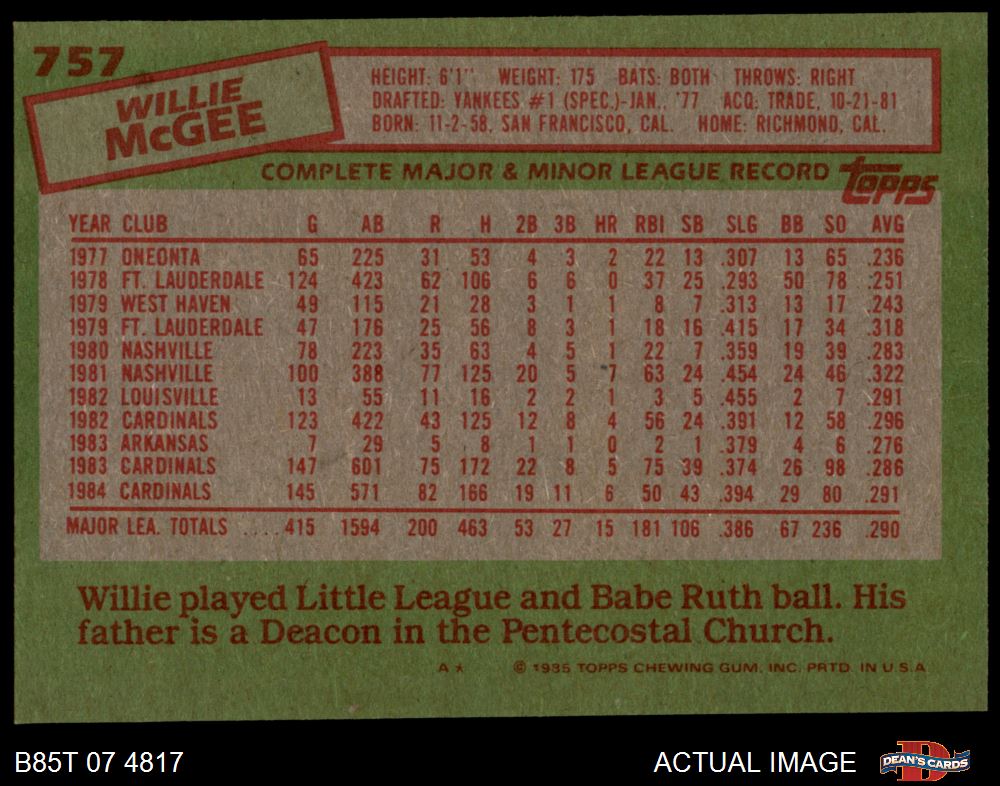 757
WILLIE
McGEE
HEIGHT: 6'1" WEIGHT: 175 BATS: BOTH THROWS: RIGHT
DRAFTED: YANKEES #1 (SPEC.)-JAN., '77 ACQ: TRADE, 10-21-81
BORN: 11-2-58, SAN FRANCISCO, CAL. HOME: RICHMOND, CAL.
COMPLETE MAJOR & MINOR LEAGUE RECORD topps
YEAR CLUB G AB R H 2B 3B HR RBI SB SLG BB SO AVG
1977 ONEONTA 65 225 31 53 4 3 2 22 13 .307 13 65 .236
1978 FT. LAUDERDALE 124 423 62 106 6 6 0 37 25 .293 50 78 .251
1979 WEST HAVEN 49 115 21 28 3 1 1 8 7 .313 13 17 .243
1979 FT. LAUDERDALE 47 176 25 56 8 3 1 18 16 .415 17 34 .318
1980 NASHVILLE 78 223 35 63 4 5 1 22 7 .359 19 39 .283
1981 NASHVILLE 100 388 77 125 20 5 7 63 24 .454 24 46 .322
1982 LOUISVILLE 13 55 11 16 2 2 1 3 5 .455 2 7 .291
1982 CARDINALS 123 422 43 125 12 8 4 56 24 .391 12 58 .296
1983 ARKANSAS 7 29 5 8 1 1 0 2 1 .379 4 6 .276
1983 CARDINALS 147 601 75 172 22 8 5 75 39 .374 26 98 .286
1984 CARDINALS 145 571 82 166 19 11 6 50 43 .394 29 80 .291
MAJOR LEA. TOTALS ..... 415 1594 200 463 53 27 15 181 106 .386 67 236 .290
Willie played Little League and Babe Ruth ball. His
father is a Deacon in the Pentecostal Church.
A * © 1985 TOPPS CHEWING GUM, INC. PRTD. IN U.S.A
B85T 07 4817 ACTUAL IMAGE D DEAN'S CARDS